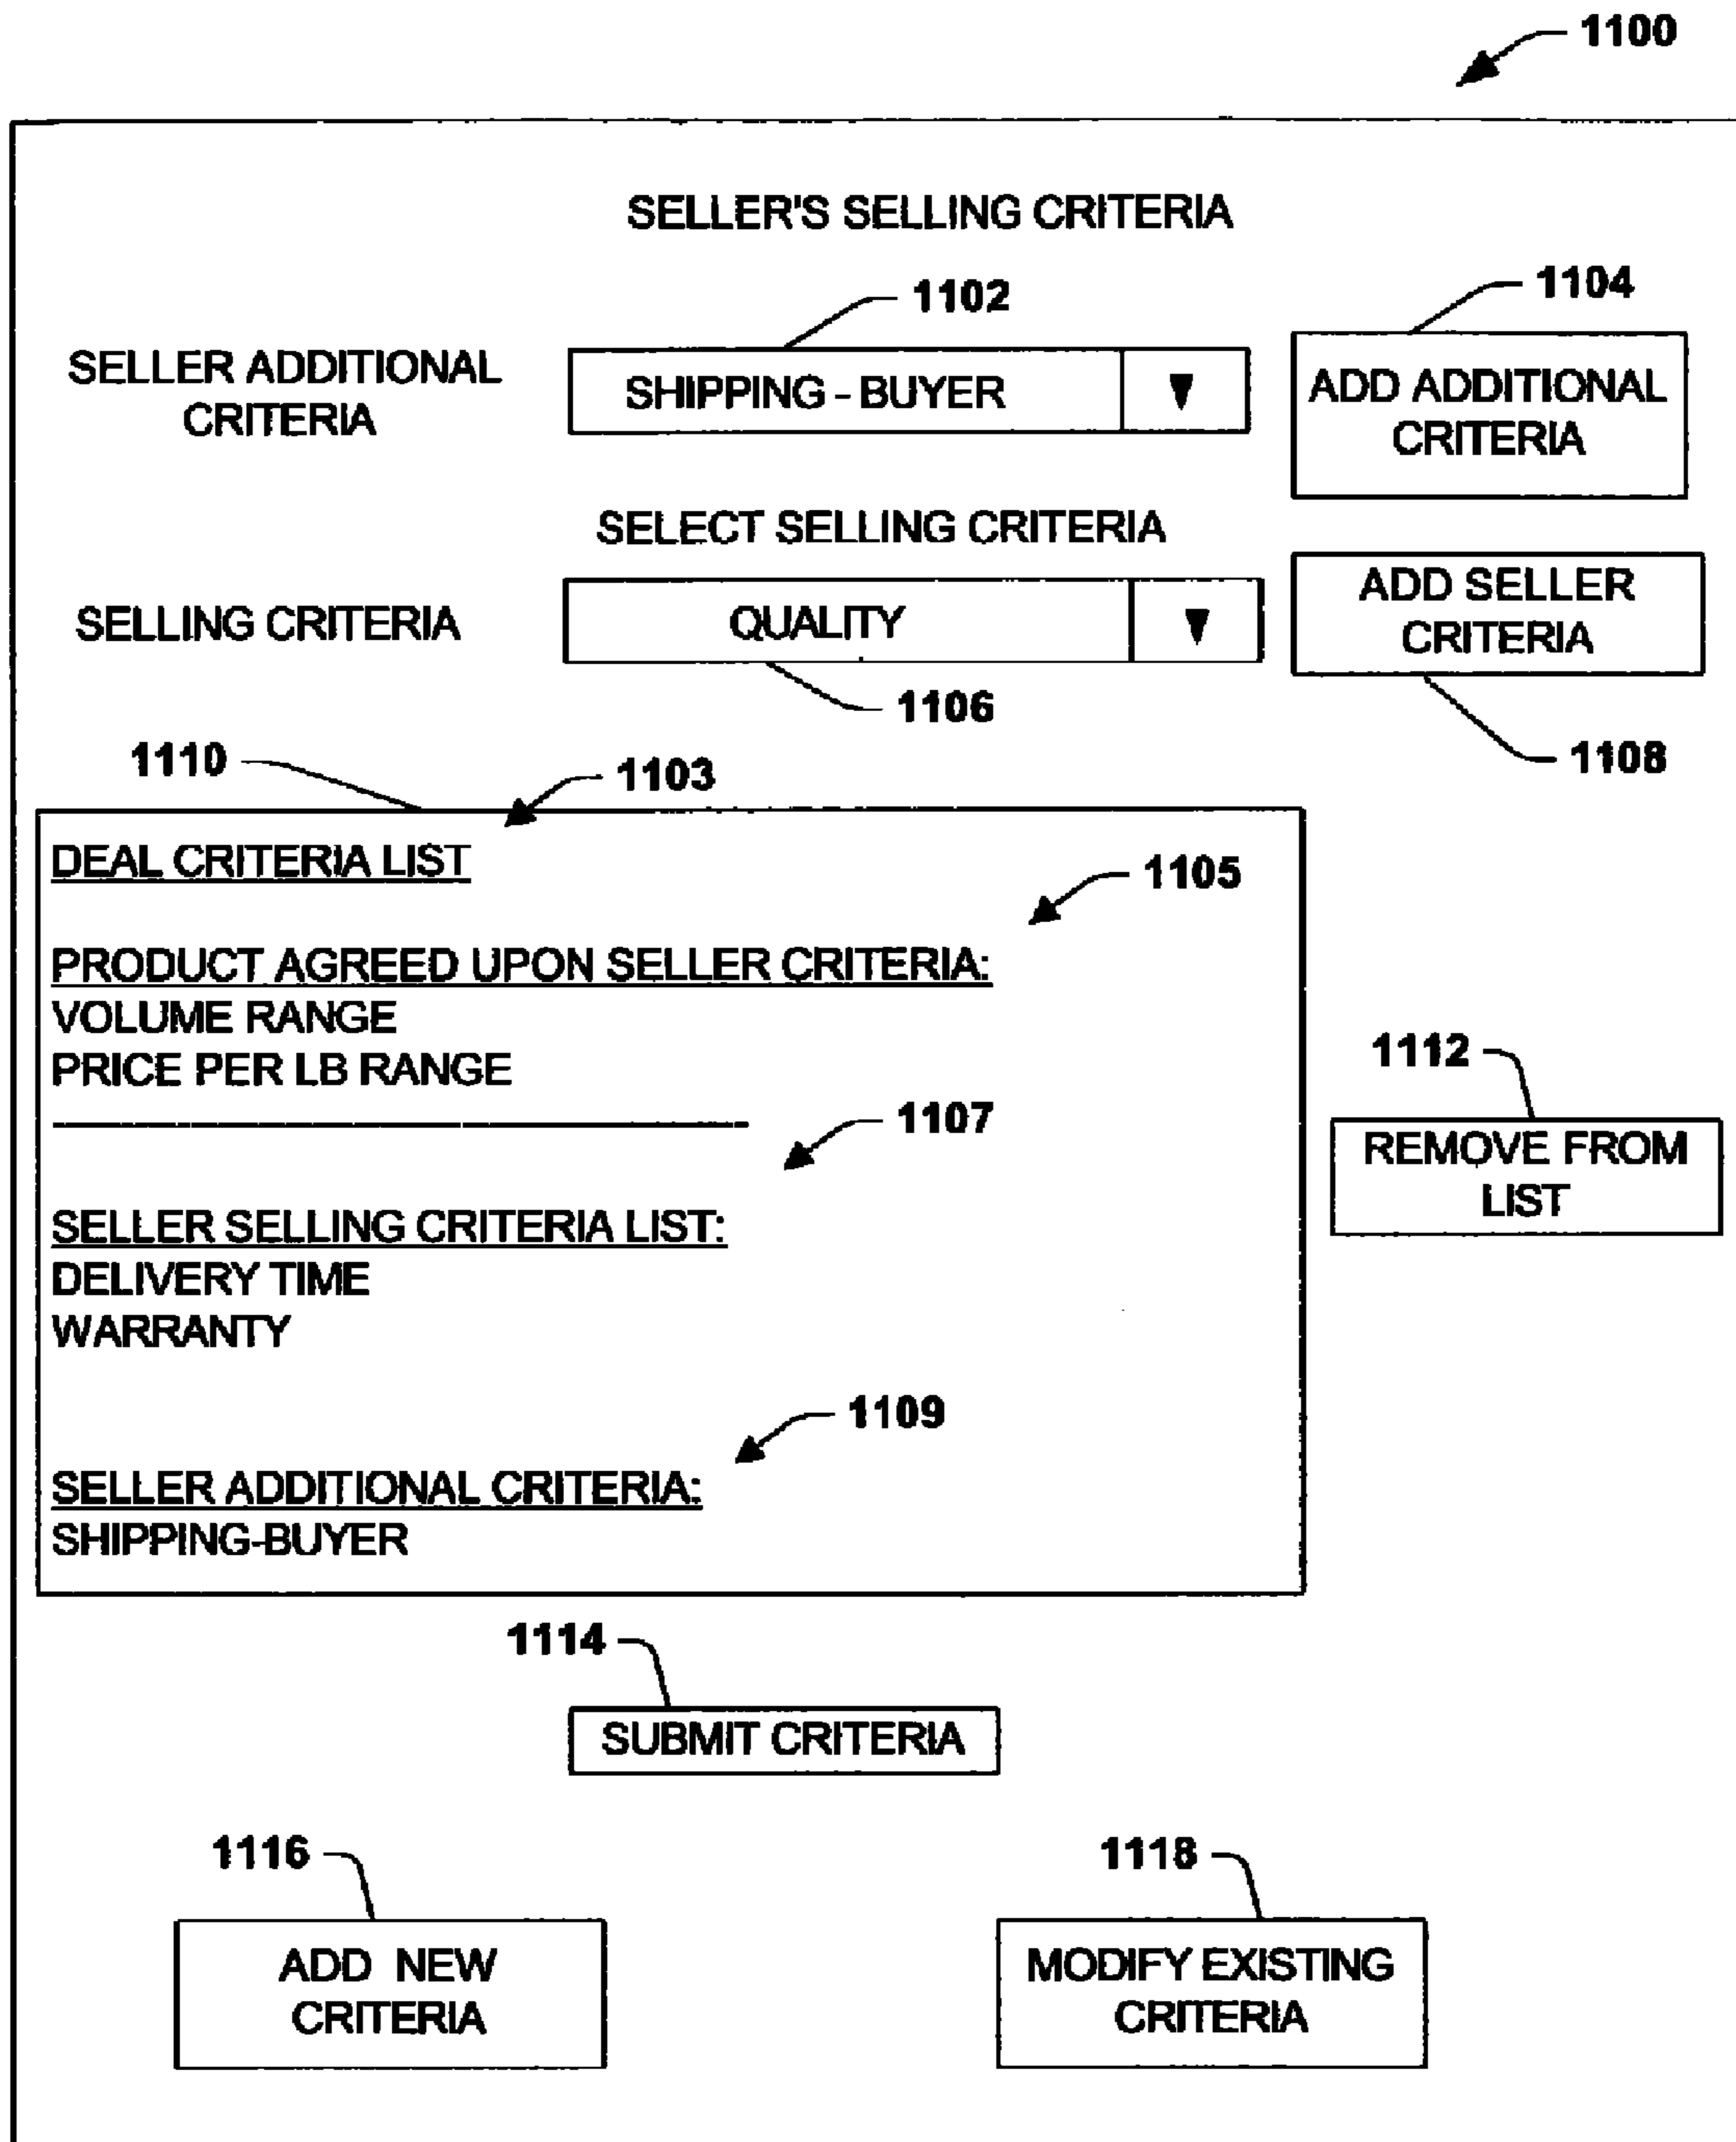 1100
SELLER'S SELLING CRITERIA
1102
1104
SELLER ADDITIONAL
CRITERIA
SHIPPING - BUYER
ADD ADDITIONAL
CRITERIA
SELECT SELLING CRITERIA
SELLING CRITERIA
QUALITY
ADD SELLER
CRITERIA
1106
1108
1110
1103
DEAL CRITERIA LIST
1105
PRODUCT AGREED UPON SELLER CRITERIA:
VOLUME RANGE
PRICE PER LB RANGE
1112
1107
REMOVE FROM
LIST
SELLER SELLING CRITERIA LIST:
DELIVERY TIME
WARRANTY
1109
SELLER ADDITIONAL CRITERIA:
SHIPPING-BUYER
1114
SUBMIT CRITERIA
1116
1118
ADD NEW
CRITERIA
MODIFY EXISTING
CRITERIA